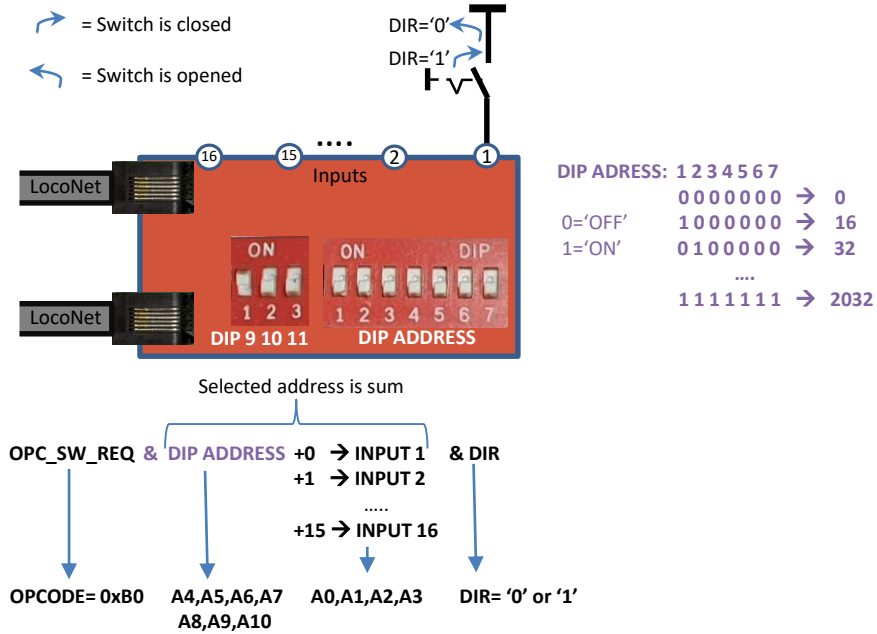 = Switch is closed
= Switch is opened
DIR='0'
DIR='1'
16 15 .... 2 1
Inputs
LocoNet
LocoNet
ON
1 2 3
DIP 9 10 11
ON DIP
1 2 3 4 5 6 7
DIP ADDRESS
DIP ADRESS: 1 2 3 4 5 6 7
0 0 0 0 0 0 0 → 0
0='OFF' 1 0 0 0 0 0 0 → 16
1='ON' 0 1 0 0 0 0 0 → 32
....
1 1 1 1 1 1 1 → 2032
Selected address is sum
OPC_SW_REQ & DIP ADDRESS +0 → INPUT 1 & DIR
+1 → INPUT 2
.....
+15 → INPUT 16
OPCODE= 0xB0 A4,A5,A6,A7 A0,A1,A2,A3 DIR= '0' or '1'
A8,A9,A10